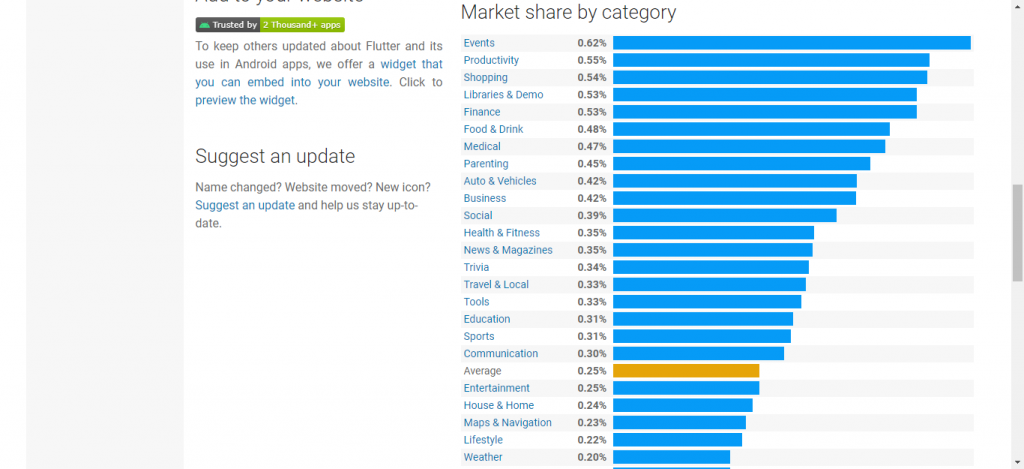 Add to your website
Trusted by 2 Thousand+ apps
To keep others updated about Flutter and its
use in Android apps, we offer a widget that
you can embed into your website. Click to
preview the widget.
Suggest an update
Name changed? Website moved? New icon?
Suggest an update and help us stay up-to-
date.
Market share by category
Events 0.62%
Productivity 0.55%
Shopping 0.54%
Libraries & Demo 0.53%
Finance 0.53%
Food & Drink 0.48%
Medical 0.47%
Parenting 0.45%
Auto & Vehicles 0.42%
Business 0.42%
Social 0.39%
Health & Fitness 0.35%
News & Magazines 0.35%
Trivia 0.34%
Travel & Local 0.33%
Tools 0.33%
Education 0.31%
Sports 0.31%
Communication 0.30%
Average 0.25%
Entertainment 0.25%
House & Home 0.24%
Maps & Navigation 0.23%
Lifestyle 0.22%
Weather 0.20%